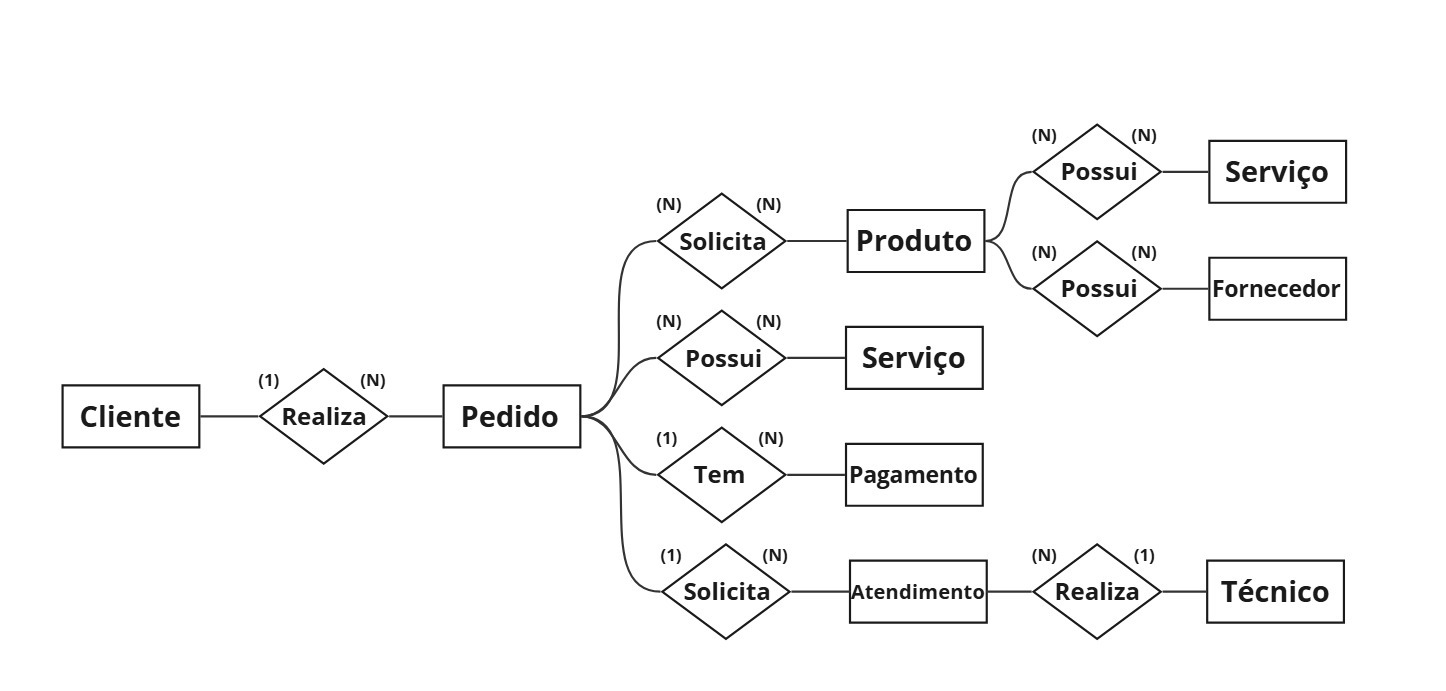 (N) (N)
Possui
Serviço
(N) (N)
Solicita
Produto
(N) (N)
Possui
Fornecedor
(N) (N)
Possui
Serviço
(1) (N)
Cliente
Realiza
Pedido
(1) (N)
Tem
Pagamento
(1) (N)
Solicita
Atendimento
(N) (1)
Realiza
Técnico